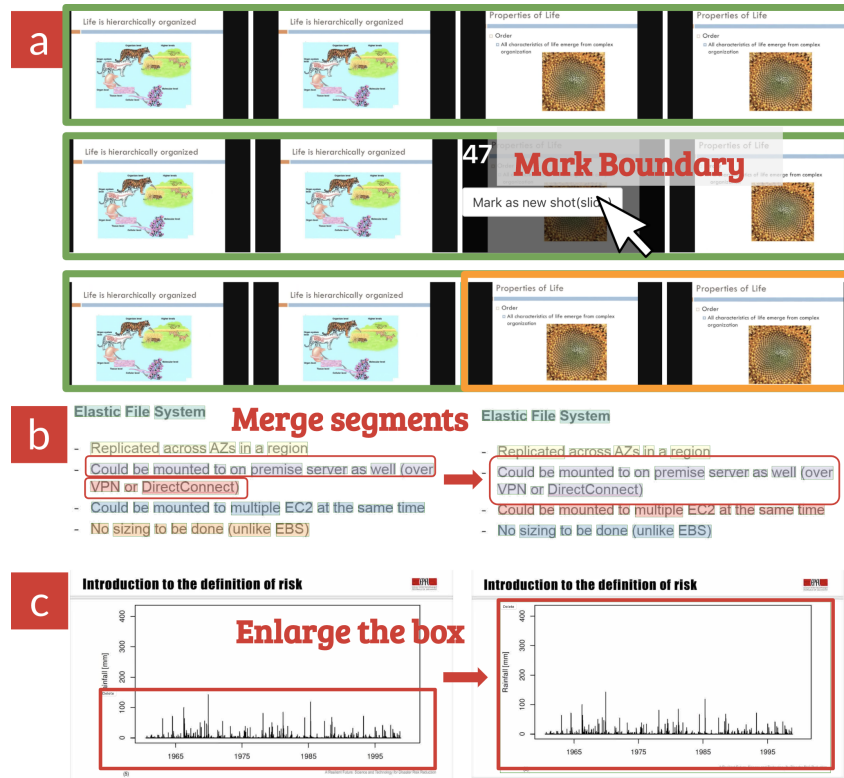 a
Life is hierarchically organized
Life is hierarchically organized
Properties of Life
Order
All characteristics of life emerge from complex
organization
Properties of Life
Order
All characteristics of life emerge from complex
organization
Life is hierarchically organized
Life is hierarchically organized
47
Mark Boundary
Mark as new shot(slide)
Life is hierarchically organized
Life is hierarchically organized
Properties of Life
Order
All characteristics of life emerge from complex
organization
Properties of Life
Order
All characteristics of life emerge from complex
organization
b
Merge segments
Elastic File System
- Replicated across AZs in a region
- Could be mounted to on premise server as well (over
VPN or DirectConnect)
- Could be mounted to multiple EC2 at the same time
- No sizing to be done (unlike EBS)
Elastic File System
- Replicated across AZs in a region
- Could be mounted to on premise server as well (over
VPN or DirectConnect)
- Could be mounted to multiple EC2 at the same time
- No sizing to be done (unlike EBS)
c
Enlarge the box
Introduction to the definition of risk
Rainfall [mm]
400
300
200
100
0
Delete
1965 1975 1985 1995
(8)
Introduction to the definition of risk
Delete
Rainfall [mm]
400
300
200
100
0
1965 1975 1985 1995